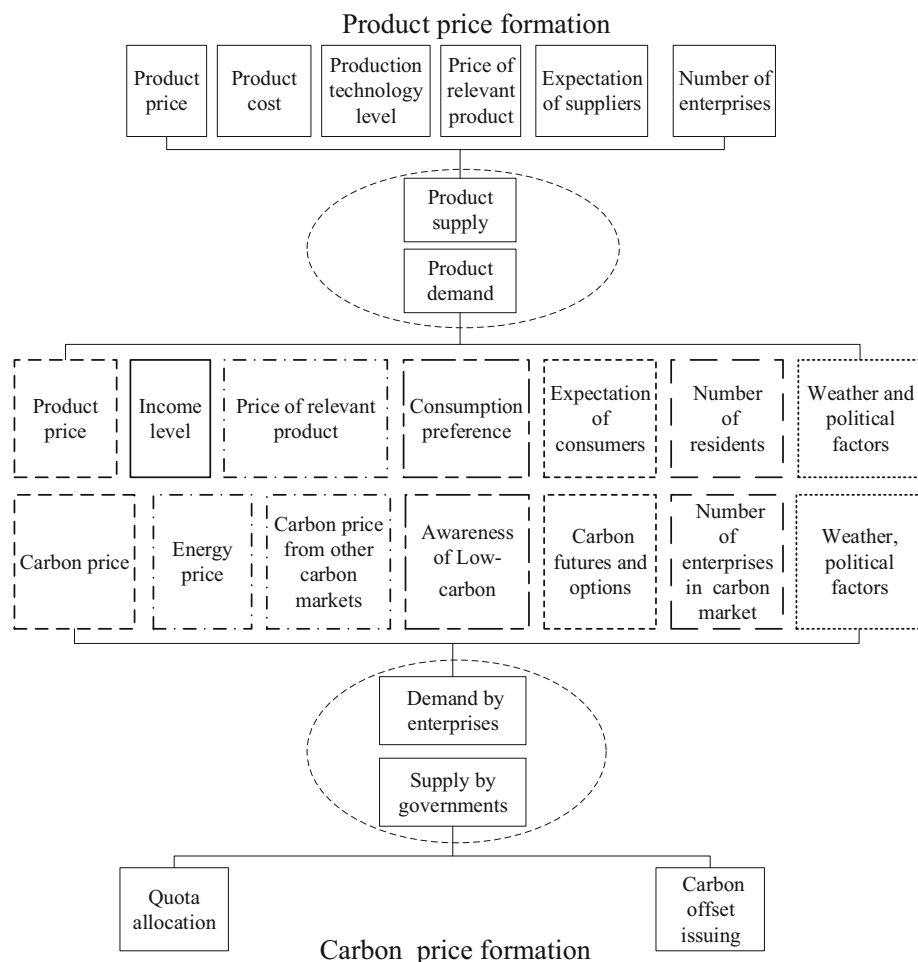 Product price formation
Product
price
Product
cost
Production
technology
level
Price of
relevant
product
Expectation
of suppliers
Number of
enterprises
Product
supply
Product
demand
Product
price
Income
level
Price of relevant
product
Consumption
preference
Expectation
of
consumers
Number
of
residents
Weather and
political
factors
Carbon price
Energy
price
Carbon price
from other
carbon
markets
Awareness
of Low-
carbon
Carbon
futures and
options
Number
of
enterprises
in carbon
market
Weather,
political
factors
Demand by
enterprises
Supply by
governments
Quota
allocation
Carbon
offset
issuing
Carbon price formation